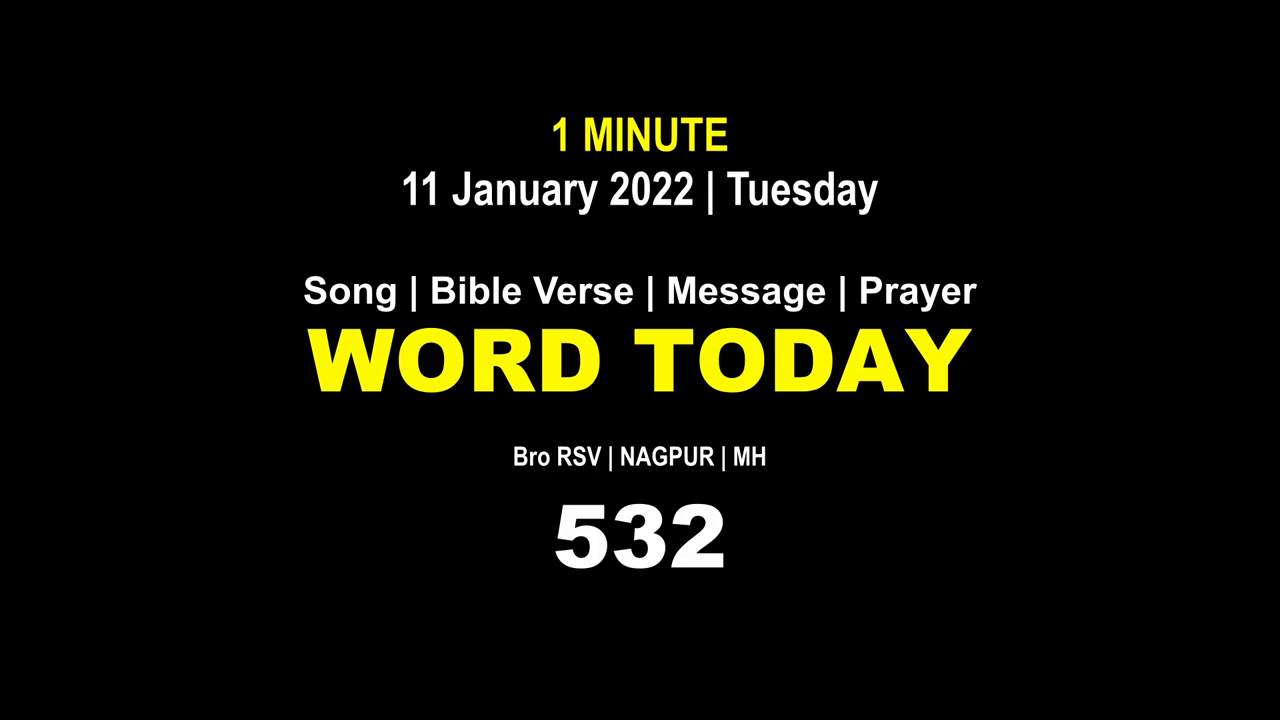 1 MINUTE
11 January 2022 | Tuesday
Song | Bible Verse | Message | Prayer
WORD TODAY
Bro RSV | NAGPUR | MH
532